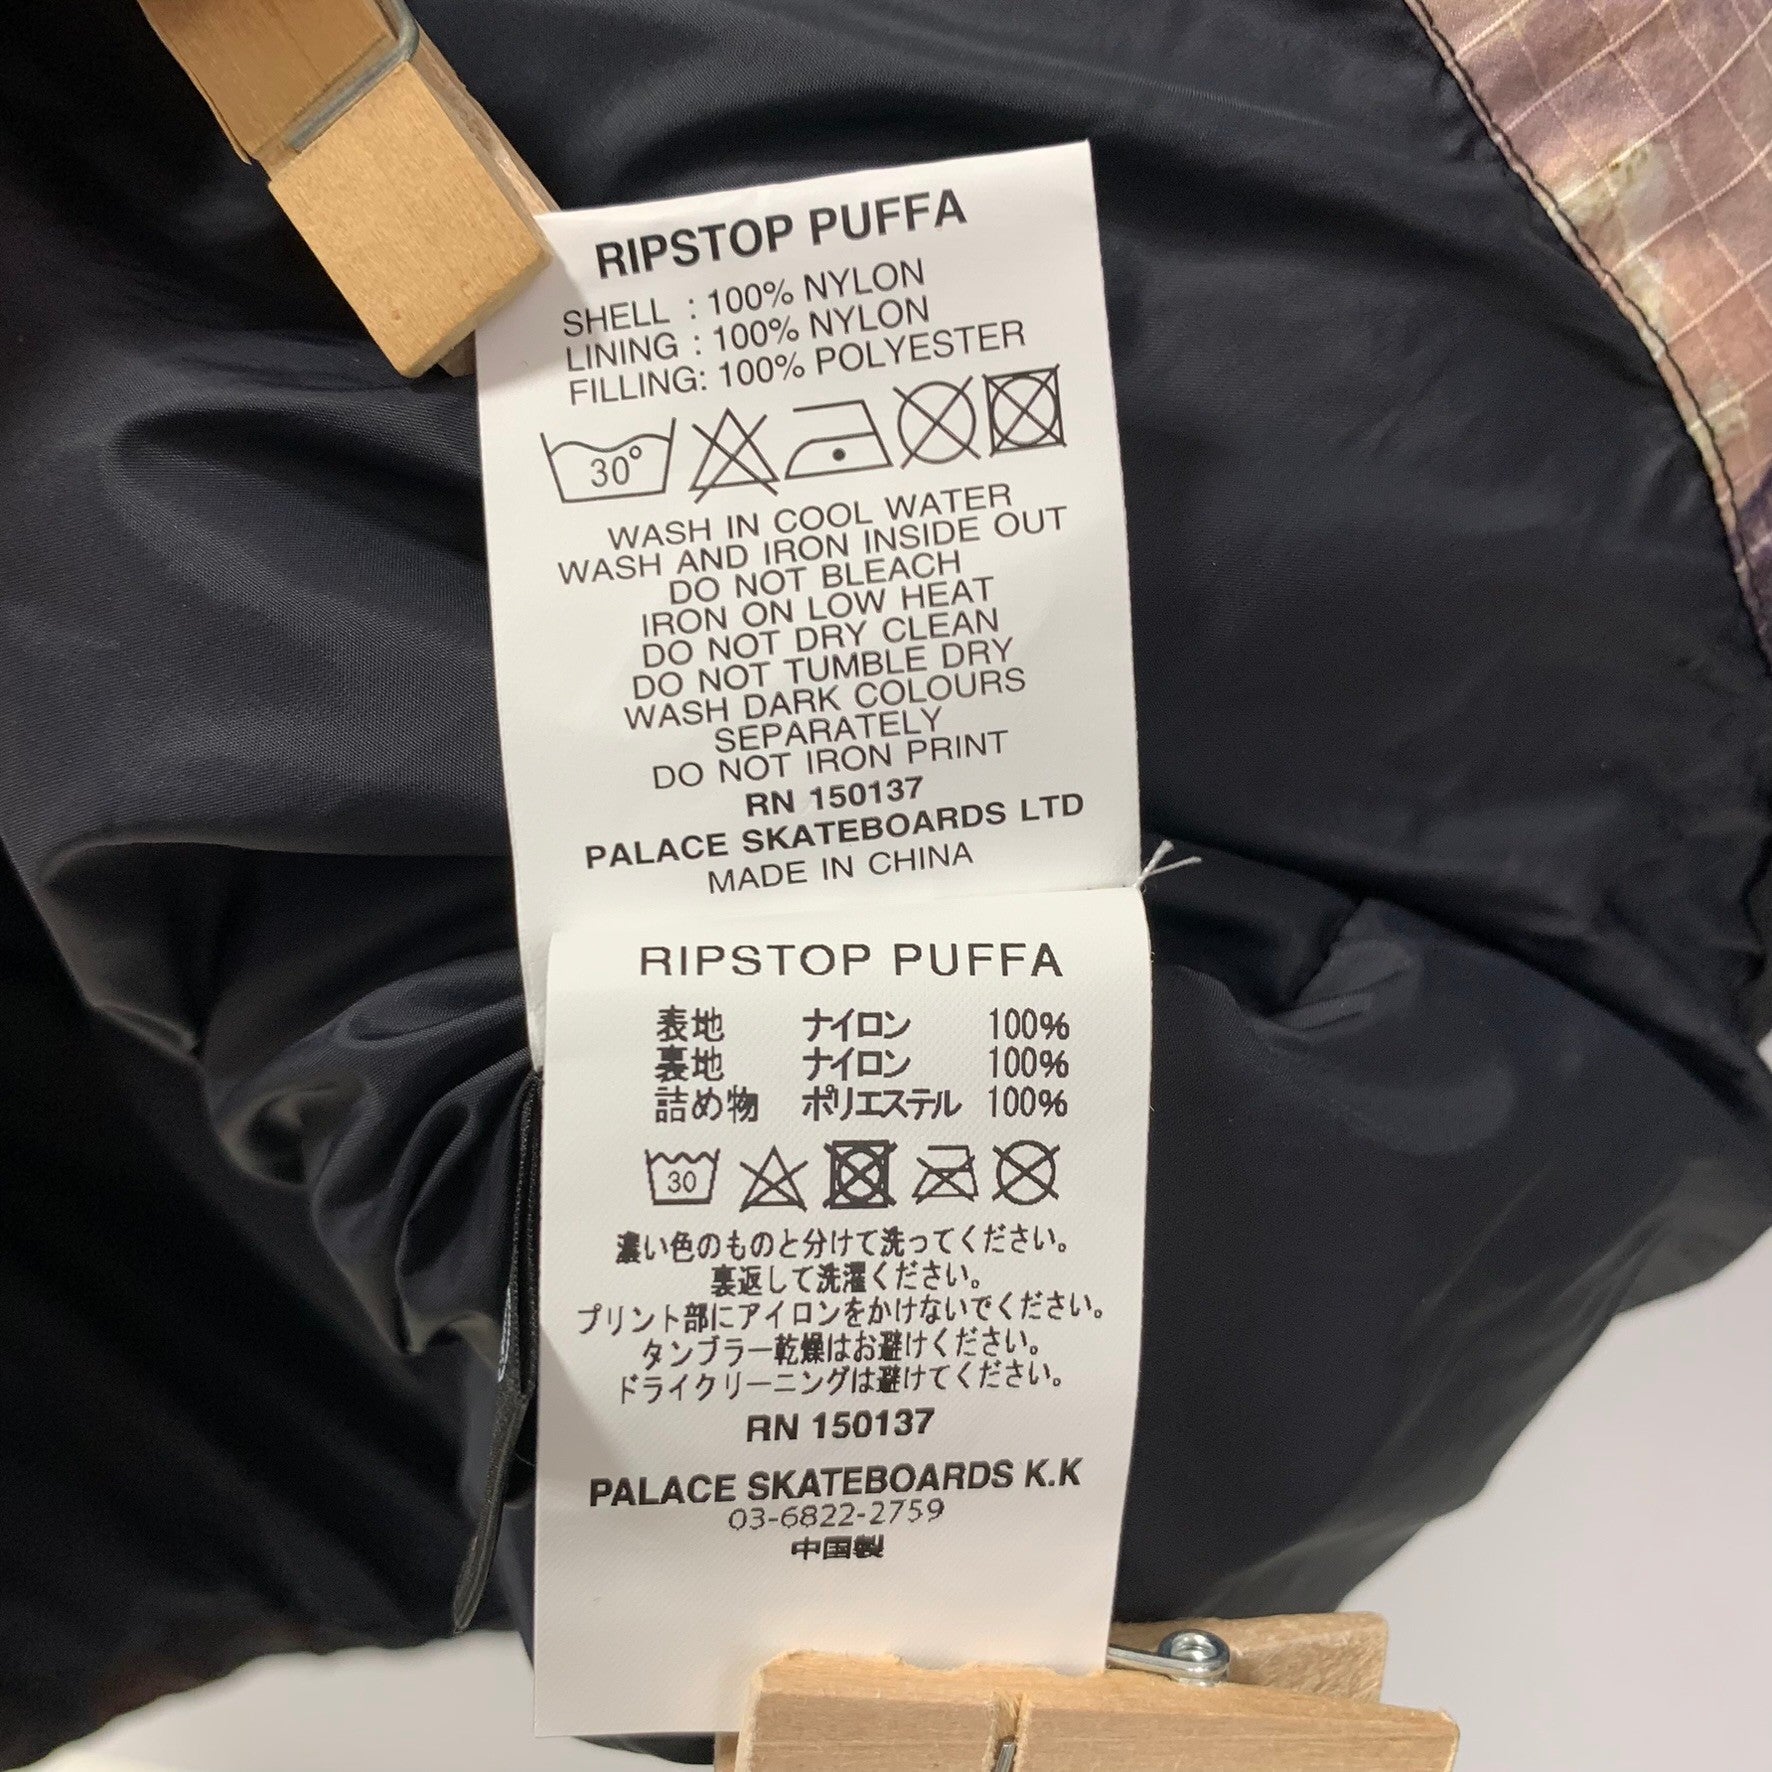 RIPSTOP PUFFA
SHELL : 100% NYLON
LINING : 100% NYLON
FILLING: 100% POLYESTER
30°
WASH IN COOL WATER
WASH AND IRON INSIDE OUT
DO NOT BLEACH
IRON ON LOW HEAT
DO NOT DRY CLEAN
DO NOT TUMBLE DRY
WASH DARK COLOURS
SEPARATELY
DO NOT IRON PRINT
RN 150137
PALACE SKATEBOARDS LTD
MADE IN CHINA
RIPSTOP PUFFA
表地 ナイロン 100%
裏地 ナイロン 100%
詰め物 ポリエステル 100%
30
濃い色のものと分けて洗ってください。
裏返して洗濯ください。
プリント部にアイロンをかけないでください。
タンブラー乾燥はお避けください。
ドライクリーニングは避けてください。
RN 150137
PALACE SKATEBOARDS K.K
03-6822-2759
中国製